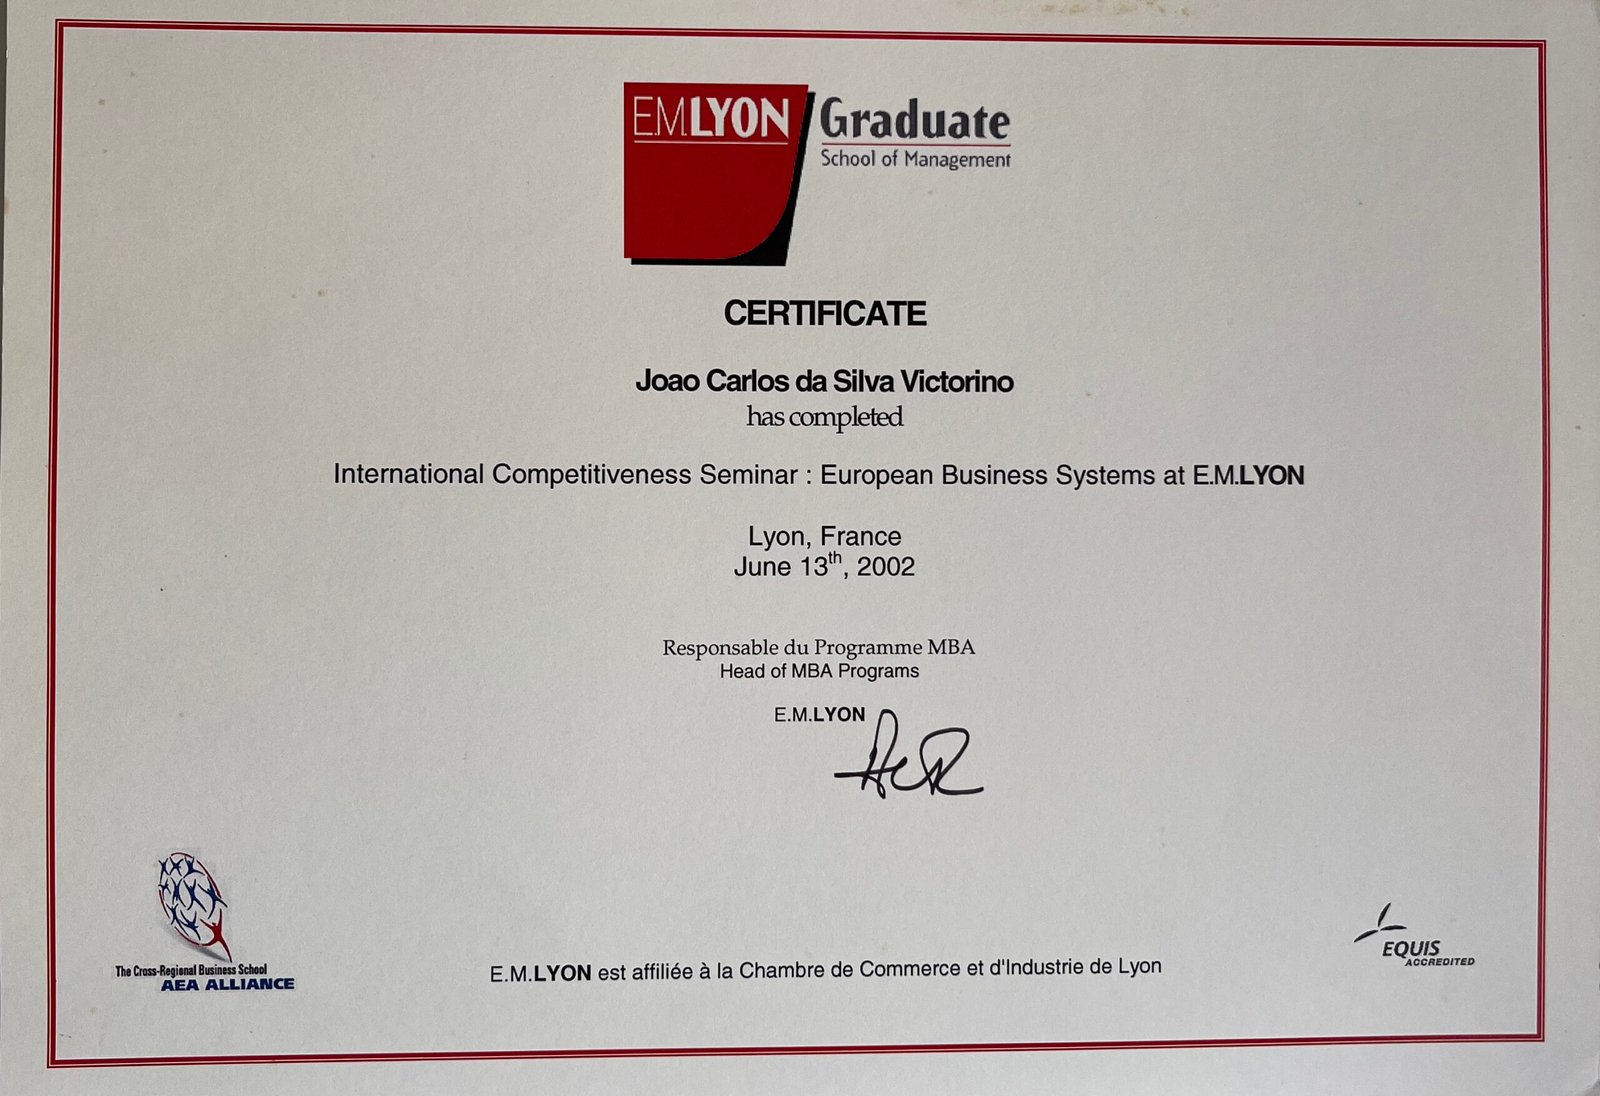 E.M.LYON Graduate
School of Management
CERTIFICATE
Joao Carlos da Silva Victorino
has completed
International Competitiveness Seminar : European Business Systems at E.M.LYON
Lyon, France
June 13th, 2002
Responsable du Programme MBA
Head of MBA Programs
E.M.LYON
The Cross-Regional Business School
AEA ALLIANCE
E.M.LYON est affiliée à la Chambre de Commerce et d'Industrie de Lyon
EQUIS
ACCREDITED